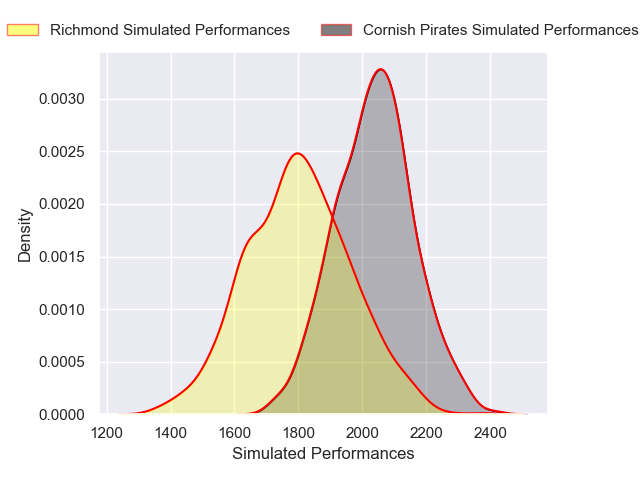 Richmond Simulated Performances
Cornish Pirates Simulated Performances
0.0030
0.0025
0.0020
0.0015
0.0010
0.0005
0.0000
Density
1200 1400 1600 1800 2000 2200 2400
Simulated Performances